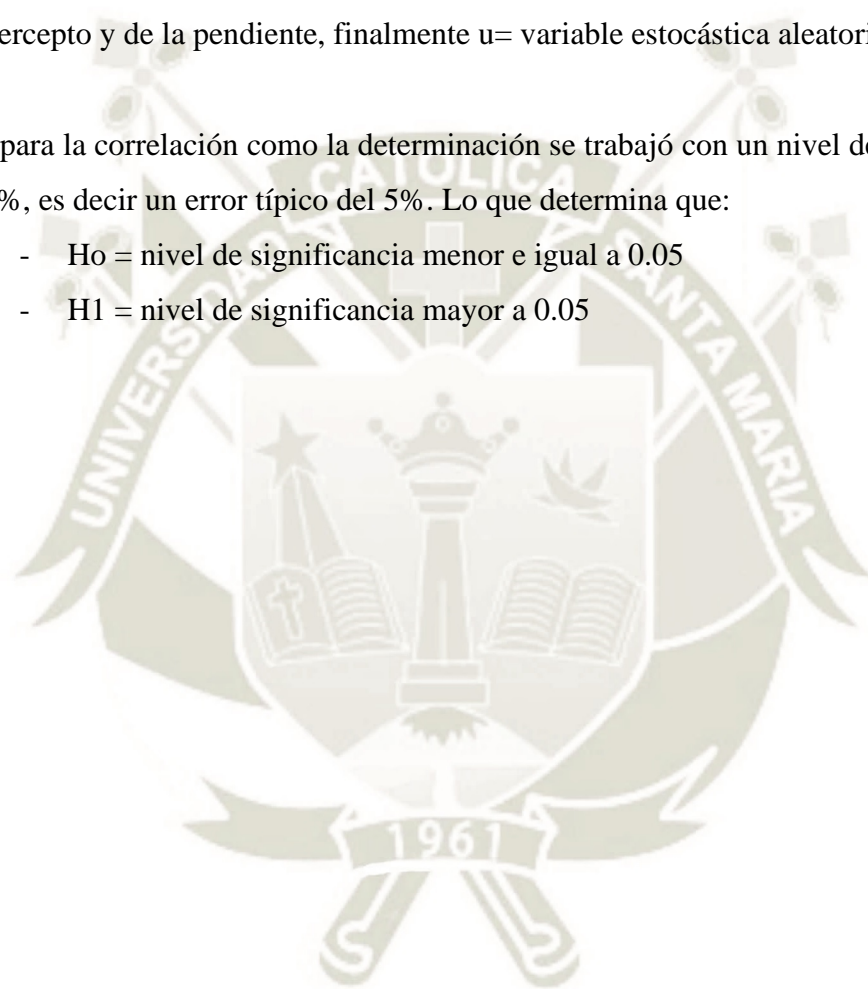 ercepto y de la pendiente, finalmente u= variable estocástica aleatori
para la correlación como la determinación se trabajó con un nivel d
%, es decir un error típico del 5%. Lo que determina que:
- Ho = nivel de significancia menor e igual a 0.05
- H1 = nivel de significancia mayor a 0.05
UNIVERSIDAD CATOLICA SANTA MARIA
1961